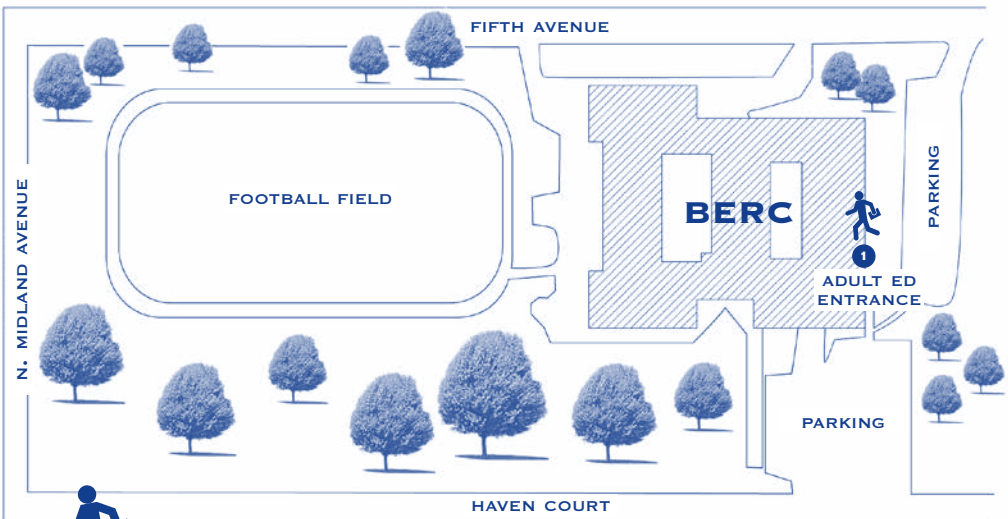 FIFTH AVENUE
FOOTBALL FIELD
N. MIDLAND AVENUE
BERC
PARKING
1
ADULT ED
ENTRANCE
PARKING
HAVEN COURT